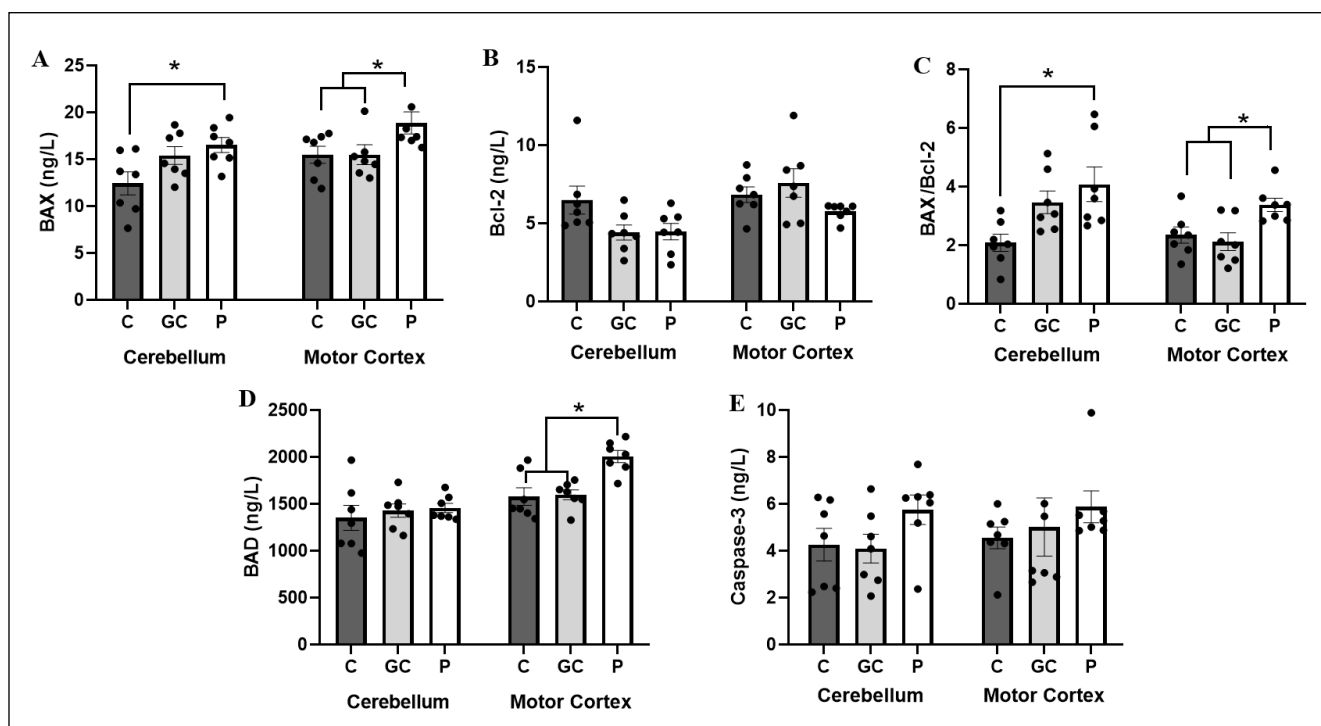 A
BAX (ng/L)
25
20
15
10
5
0
*
*
C GC P C GC P
Cerebellum Motor Cortex
B
Bcl-2 (ng/L)
15
10
5
0
C GC P C GC P
Cerebellum Motor Cortex
C
BAX/Bcl-2
8
6
4
2
0
*
*
C GC P C GC P
Cerebellum Motor Cortex
D
BAD (ng/L)
2500
2000
1500
1000
500
0
*
C GC P C GC P
Cerebellum Motor Cortex
E
Caspase-3 (ng/L)
10
8
6
4
2
0
C GC P C GC P
Cerebellum Motor Cortex